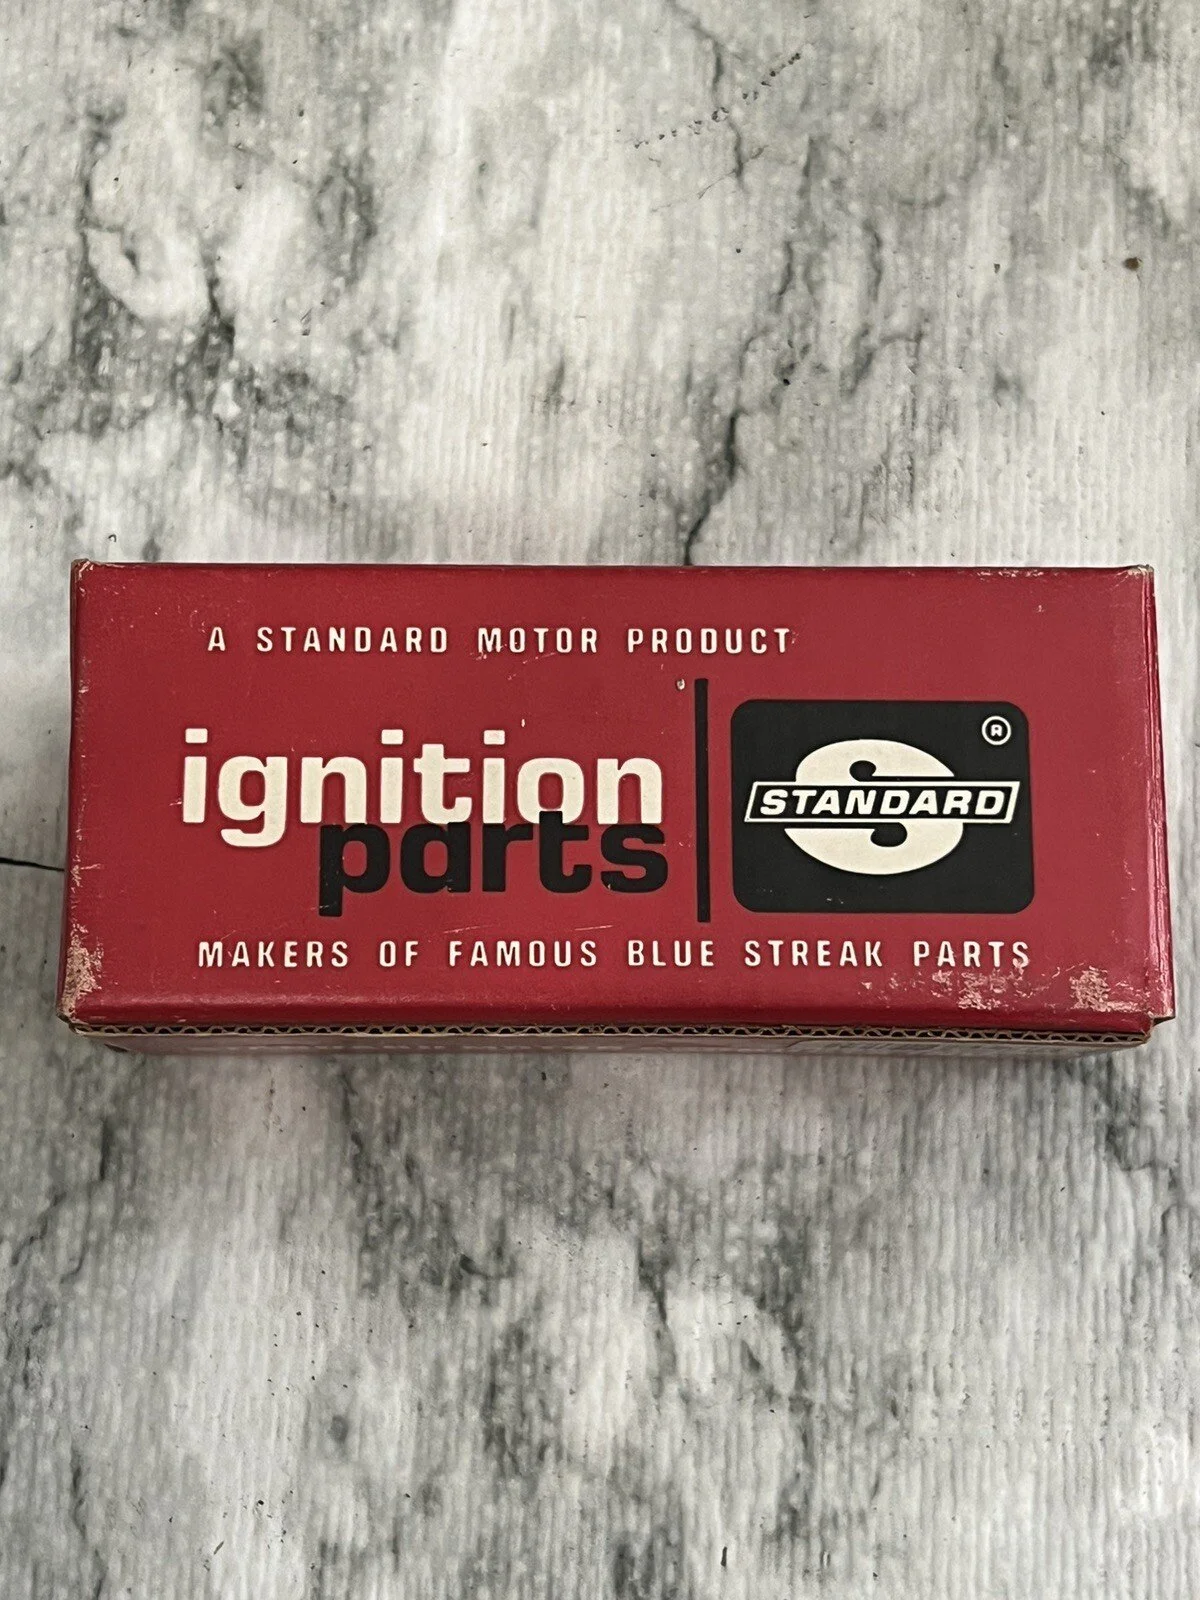 A STANDARD MOTOR PRODUCT
ignition
parts
®
STANDARD
MAKERS OF FAMOUS BLUE STREAK PARTS